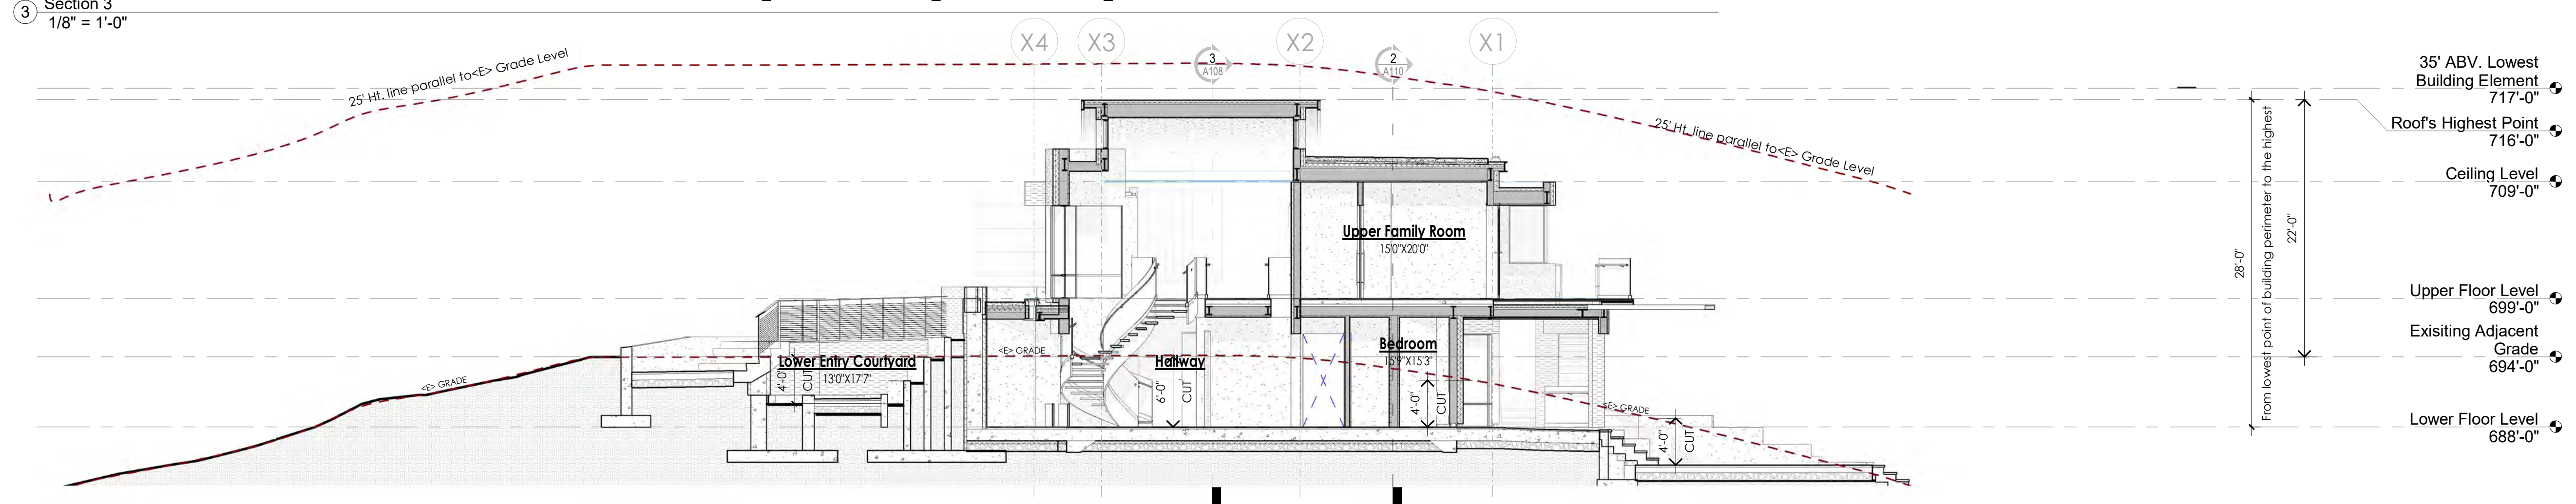 3
Section 3
1/8" = 1'-0"
X4
X3
X2
X1
3
A108
2
A110
25' Ht. line parallel to<E> Grade Level
25' Ht. line parallel to<E> Grade Level
35' ABV. Lowest
Building Element
717'-0"
Roof's Highest Point
716'-0"
Ceiling Level
709'-0"
Upper Floor Level
699'-0"
Exisiting Adjacent
Grade
694'-0"
Lower Floor Level
688'-0"
28'-0"
From lowest point of building perimeter to the highest
22'-0"
Upper Family Room
15'0"X20'0"
Lower Entry Courtyard
13'0"X17'7"
4'-0"
CUT
<E> GRADE
<E> GRADE
Hallway
6'-0"
CUT
Bedroom
15'9"X15'3"
4'-0"
CUT
<E> GRADE
4'-0"
CUT